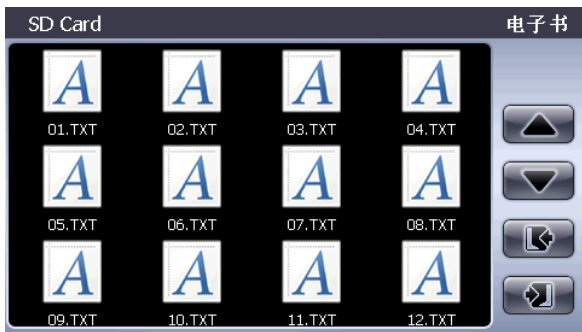 SD Card 电子书
01.TXT 02.TXT 03.TXT 04.TXT
05.TXT 06.TXT 07.TXT 08.TXT
09.TXT 10.TXT 11.TXT 12.TXT